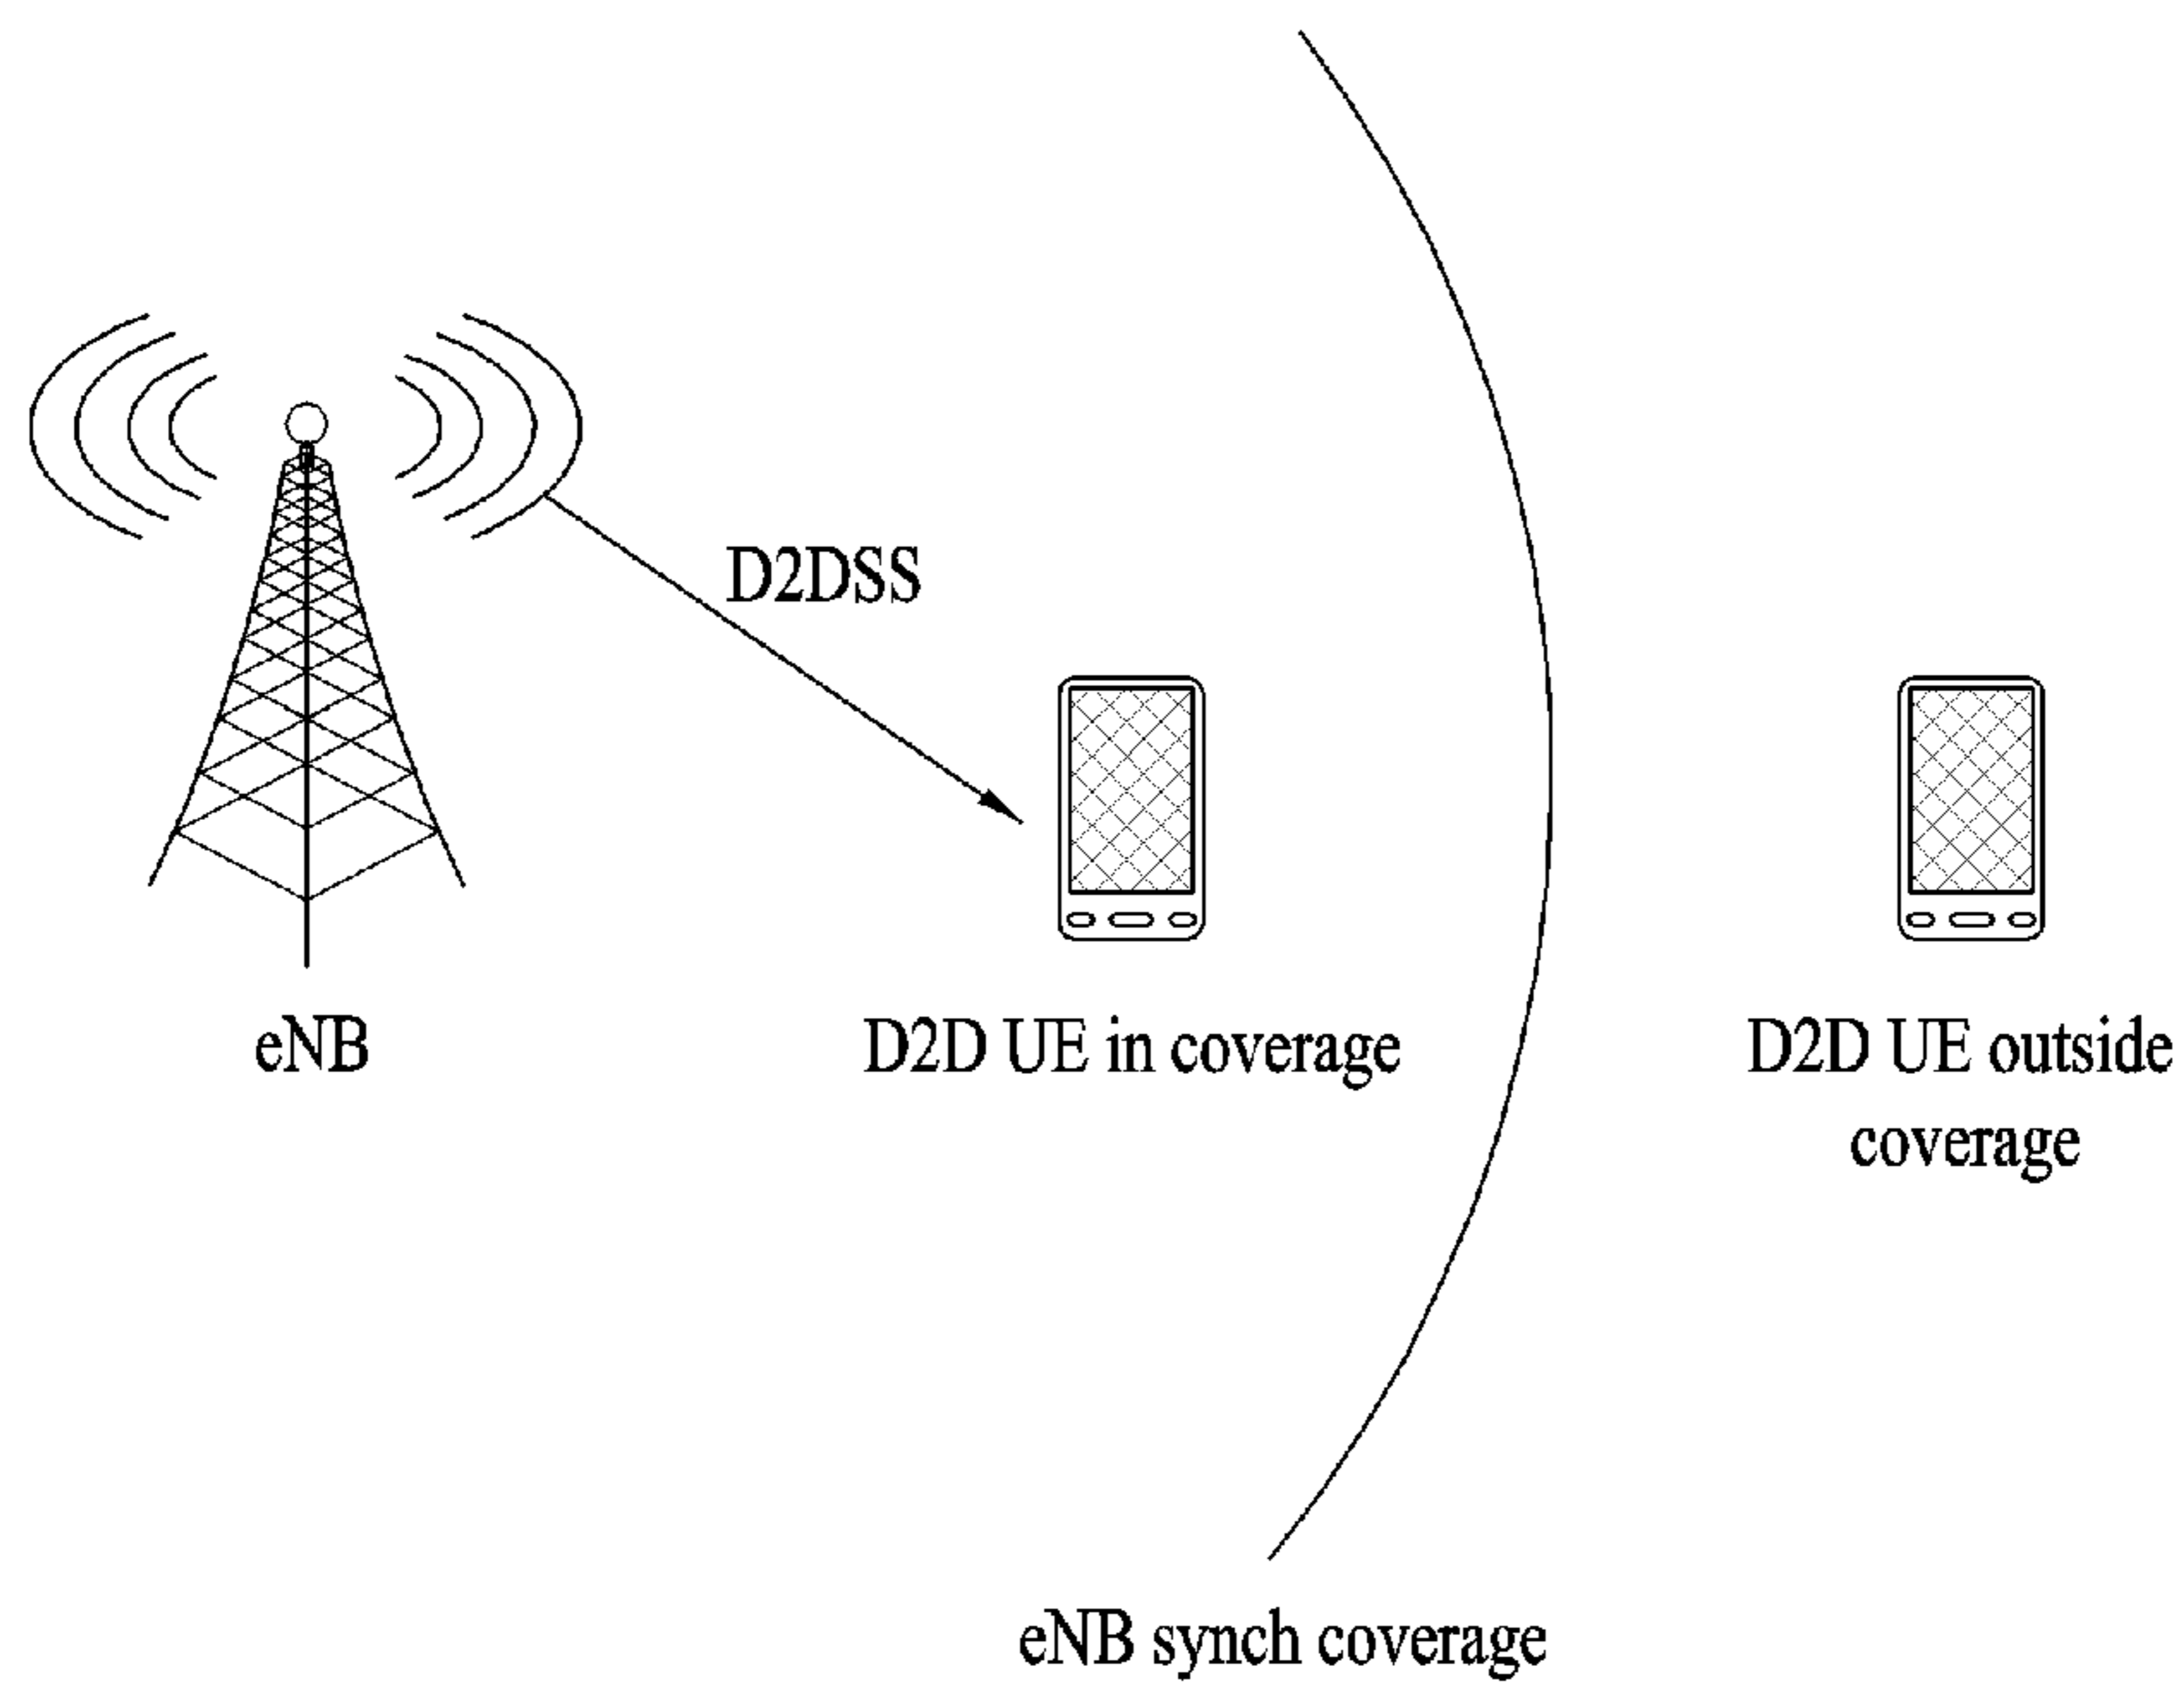 D2DSS
eNB
D2D UE in coverage
D2D UE outside
coverage
eNB synch coverage